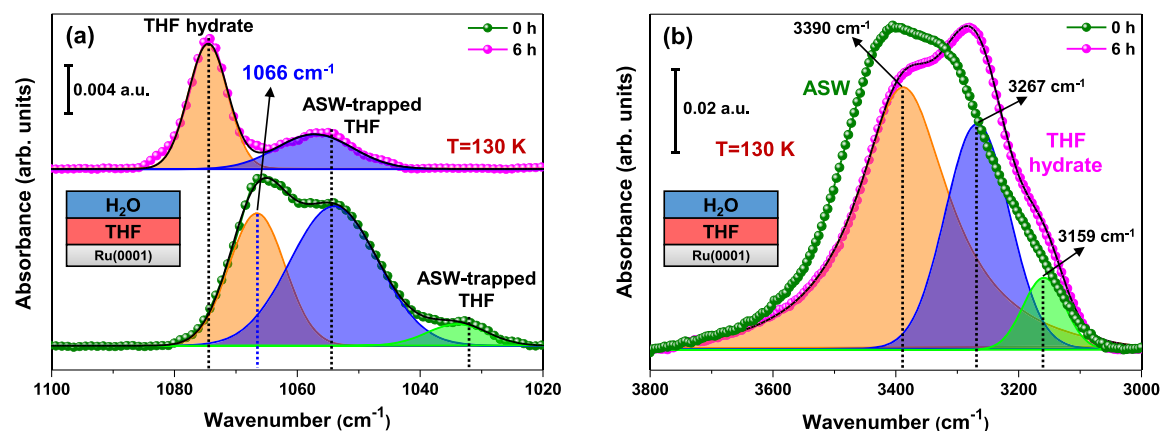 (a)
THF hydrate
0 h
6 h
0.004 a.u.
1066 cm⁻¹
ASW-trapped
THF
T=130 K
H₂O
THF
Ru(0001)
ASW-trapped
THF
Absorbance (arb. units)
1100
1080
1060
1040
1020
Wavenumber (cm⁻¹)
(b)
3390 cm⁻¹
0 h
6 h
ASW
0.02 a.u.
3267 cm⁻¹
T=130 K
THF
hydrate
H₂O
THF
Ru(0001)
3159 cm⁻¹
Absorbance (arb. units)
3800
3600
3400
3200
3000
Wavenumber (cm⁻¹)